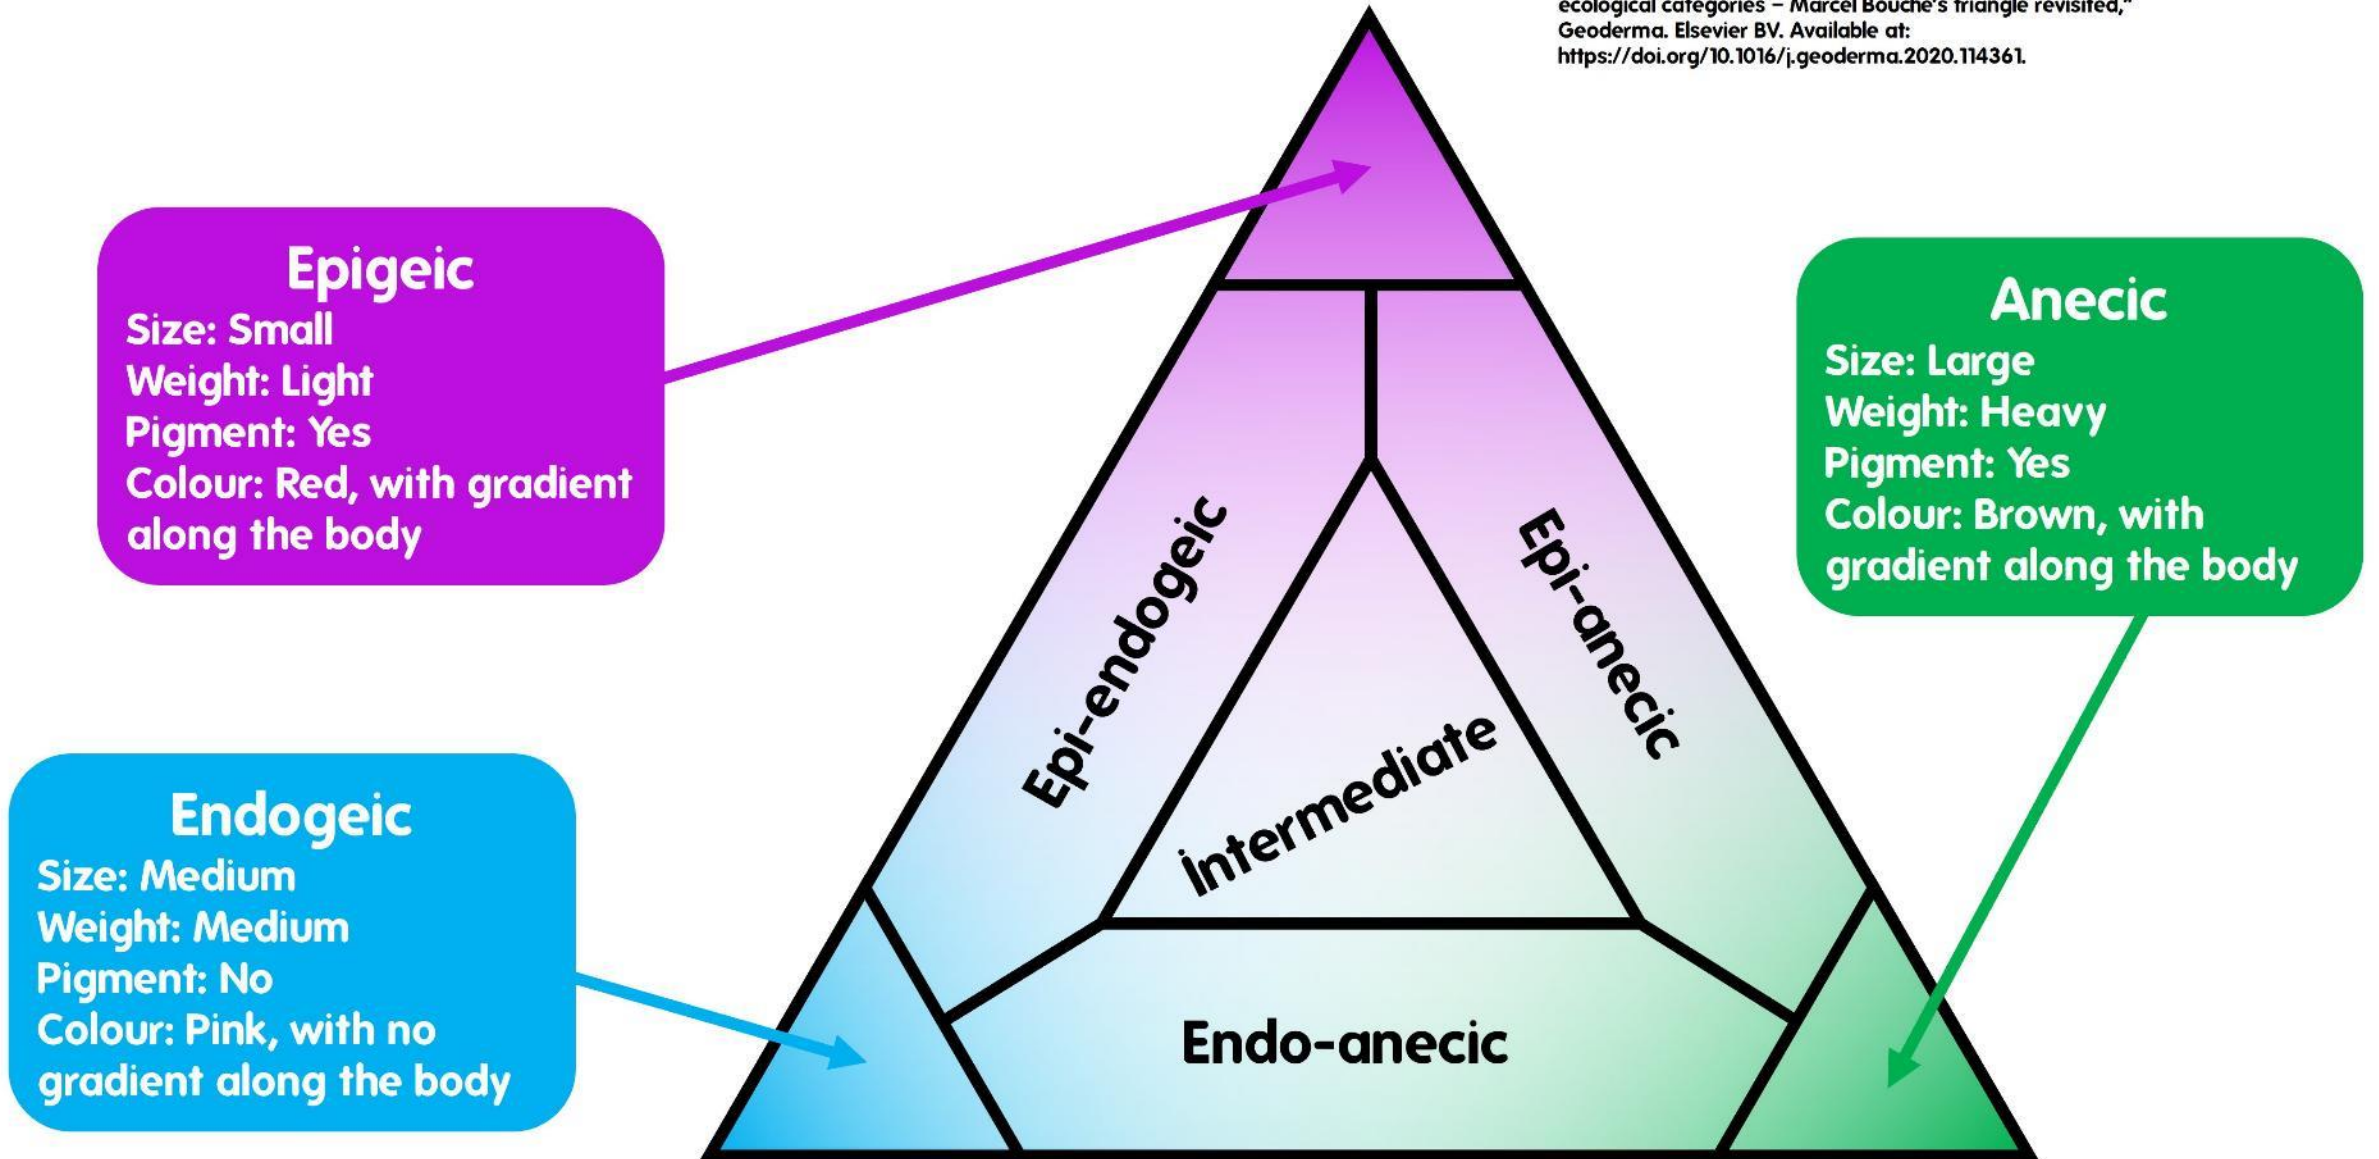 ecological categories – Marcel Bouché's triangle revisited,"
Geoderma. Elsevier BV. Available at:
https://doi.org/10.1016/j.geoderma.2020.114361.
Epigeic
Size: Small
Weight: Light
Pigment: Yes
Colour: Red, with gradient
along the body
Anecic
Size: Large
Weight: Heavy
Pigment: Yes
Colour: Brown, with
gradient along the body
Epi-endogeic
Epi-anecic
Intermediate
Endogeic
Size: Medium
Weight: Medium
Pigment: No
Colour: Pink, with no
gradient along the body
Endo-anecic